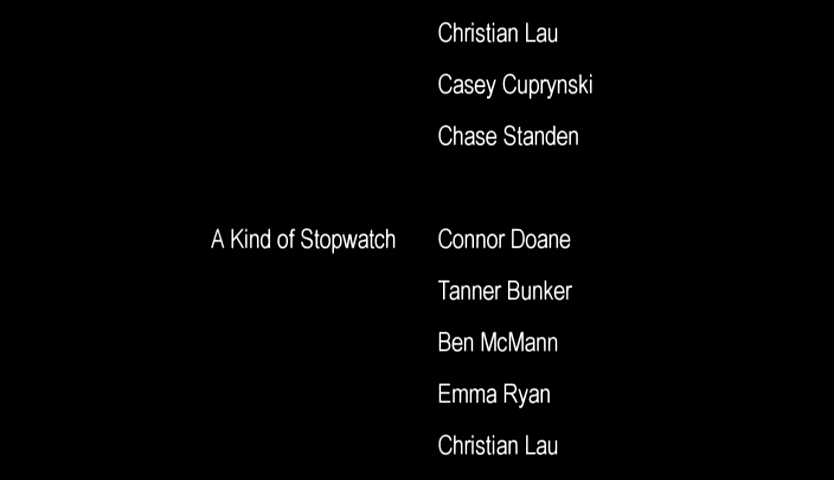 Christian Lau
Casey Cuprynski
Chase Standen
A Kind of Stopwatch Connor Doane
Tanner Bunker
Ben McMann
Emma Ryan
Christian Lau